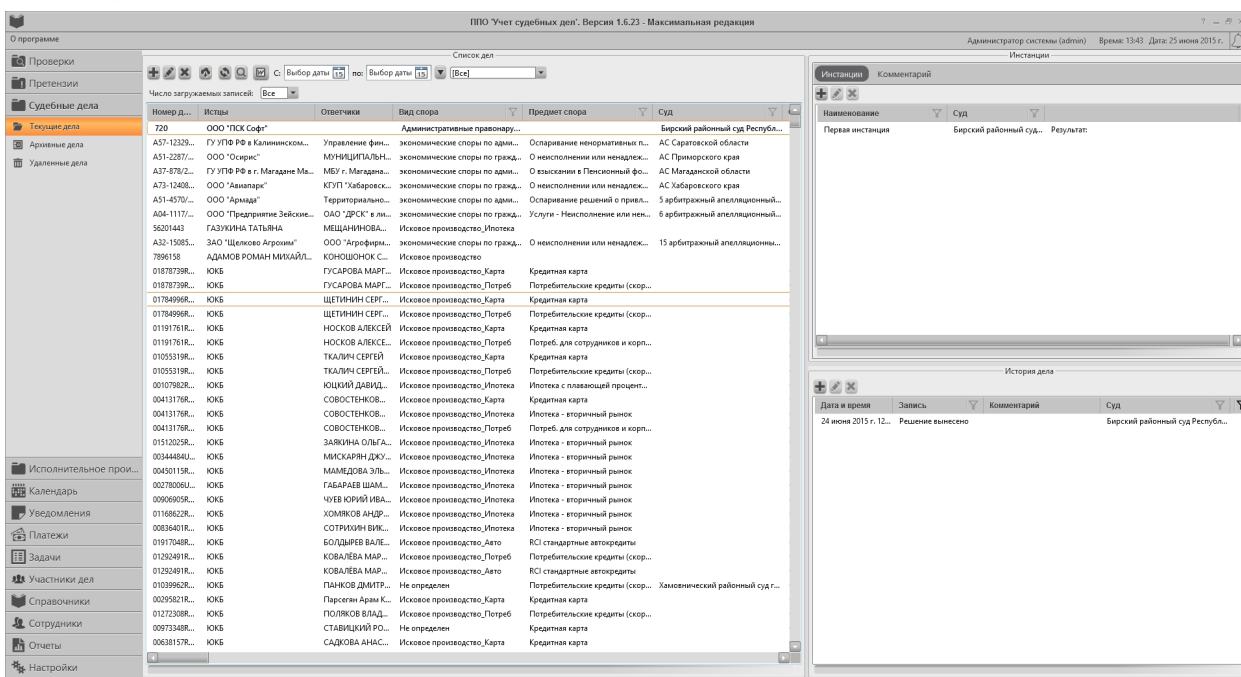 ППО 'Учет судебных дел'. Версия 1.6.23 - Максимальная редакция
О программе
Администратор системы (admin) Время: 13:43 Дата: 25 июня 2015 г.
Проверки
Претензии
Судебные дела
Текущие дела
Архивные дела
Удаленные дела
Исполнительное прои...
Календарь
Уведомления
Платежи
Задачи
Участники дел
Справочники
Сотрудники
Отчеты
Настройки
Список дел
С: Выбор даты 15 по: Выбор даты 15 [Все]
Число загружаемых записей: Все
Номер д... Истцы Ответчики Вид спора Предмет спора Суд
720 ООО "ПСК Софт" Административные правонару... Бирский районный суд Республ...
А57-12329... ГУ УПФ РФ в Калининском... Управление фин... экономические споры по адми... Оспаривание ненормативных п... АС Саратовской области
А51-2287/... ООО "Осирис" МУНИЦИПАЛЬН... экономические споры по гражд... О неисполнении или ненадлеж... АС Приморского края
А37-878/2... ГУ УПФ РФ в г. Магадане Ма... МБУ г. Магадана... экономические споры по адми... О взыскании в Пенсионный фо... АС Магаданской области
А73-12408... ООО "Авиапарк" КГУП "Хабаровск... экономические споры по гражд... О неисполнении или ненадлеж... АС Хабаровского края
А51-4570/... ООО "Армада" Территориально... экономические споры по адми... Оспаривание решений о привл... 5 арбитражный апелляционный...
А04-1117/... ООО "Предприятие Зейские... ОАО "ДРСК" в ли... экономические споры по гражд... Услуги - Неисполнение или нен... 6 арбитражный апелляционный...
56201443 ГАЗУКИНА ТАТЬЯНА МЕЩАНИНОВА... Исковое производство_Ипотека
А32-15085... ЗАО "Щелково Агрохим" ООО "Агрофирм... экономические споры по гражд... О неисполнении или ненадлеж... 15 арбитражный апелляционны...
7896158 АДАМОВ РОМАН МИХАЙЛ... КОНОШОНОК С... Исковое производство
01878739R... ЮКБ ГУСАРОВА МАРГ... Исковое производство_Карта Кредитная карта
01878739R... ЮКБ ГУСАРОВА МАРГ... Исковое производство_Потреб Потребительские кредиты (скор...
01784996R... ЮКБ ЩЕТИНИН СЕРГ... Исковое производство_Карта Кредитная карта
01784996R... ЮКБ ЩЕТИНИН СЕРГ... Исковое производство_Потреб Потребительские кредиты (скор...
01191761R... ЮКБ НОСКОВ АЛЕКСЕЙ Исковое производство_Карта Кредитная карта
01191761R... ЮКБ НОСКОВ АЛЕКСЕ... Исковое производство_Потреб Потреб. для сотрудников и корп...
01055319R... ЮКБ ТКАЛИЧ СЕРГЕЙ Исковое производство_Карта Кредитная карта
01055319R... ЮКБ ТКАЛИЧ СЕРГЕЙ... Исковое производство_Потреб Потребительские кредиты (скор...
00107982R... ЮКБ ЮЦКИЙ ДАВИД... Исковое производство_Ипотека Ипотека с плавающей процент...
00413176R... ЮКБ СОВОСТЕНКОВ... Исковое производство_Карта Кредитная карта
00413176R... ЮКБ СОВОСТЕНКОВ... Исковое производство_Ипотека Ипотека - вторичный рынок
00413176R... ЮКБ СОВОСТЕНКОВ... Исковое производство_Потреб Потреб. для сотрудников и корп...
01512025R... ЮКБ ЗАЯКИНА ОЛЬГА... Исковое производство_Ипотека Ипотека - вторичный рынок
00344484U... ЮКБ МИСКАРЯН ДЖУ... Исковое производство_Ипотека Ипотека - вторичный рынок
00450115R... ЮКБ МАМЕДОВА ЭЛЬ... Исковое производство_Ипотека Ипотека - вторичный рынок
00278006U... ЮКБ ГАБАРАЕВ ШАМ... Исковое производство_Ипотека Ипотека - вторичный рынок
00906905R... ЮКБ ЧУЕВ ЮРИЙ ИВА... Исковое производство_Ипотека Ипотека - вторичный рынок
01168622R... ЮКБ ХОМЯКОВ АНДР... Исковое производство_Ипотека Ипотека - вторичный рынок
00836401R... ЮКБ СОТРИХИН ВИК... Исковое производство_Ипотека Ипотека - вторичный рынок
01917048R... ЮКБ БОЛДЫРЕВ ВАЛЕ... Исковое производство_Авто RCI стандартные автокредиты
01292491R... ЮКБ КОВАЛЁВА МАР... Исковое производство_Потреб Потребительские кредиты (скор...
01292491R... ЮКБ КОВАЛЁВА МАР... Исковое производство_Авто RCI стандартные автокредиты
01039962R... ЮКБ ПАНКОВ ДМИТР... Не определен Потребительские кредиты (скор... Хамовнический районный суд г...
00295821R... ЮКБ Парсегян Арам К... Исковое производство_Карта Кредитная карта
01272308R... ЮКБ ПОЛЯКОВ ВЛАД... Исковое производство_Потреб Потребительские кредиты (скор...
00973348R... ЮКБ СТАВИЦКИЙ РО... Не определен Кредитная карта
00638157R... ЮКБ САДКОВА АНАС... Исковое производство_Карта Кредитная карта
Инстанции
Инстанции Комментарий
Наименование Суд
Первая инстанция Бирский районный суд... Результат:
История дела
Дата и время Запись Комментарий Суд
24 июня 2015 г. 12... Решение вынесено Бирский районный суд Республ...